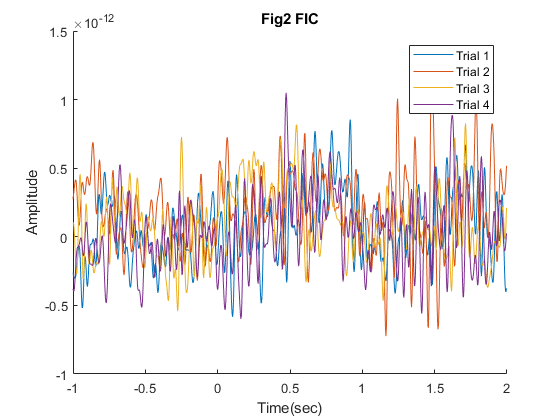 Fig2 FIC
×10⁻¹²
1.5
1
0.5
0
-0.5
-1
Amplitude
Trial 1
Trial 2
Trial 3
Trial 4
-1 -0.5 0 0.5 1 1.5 2
Time(sec)